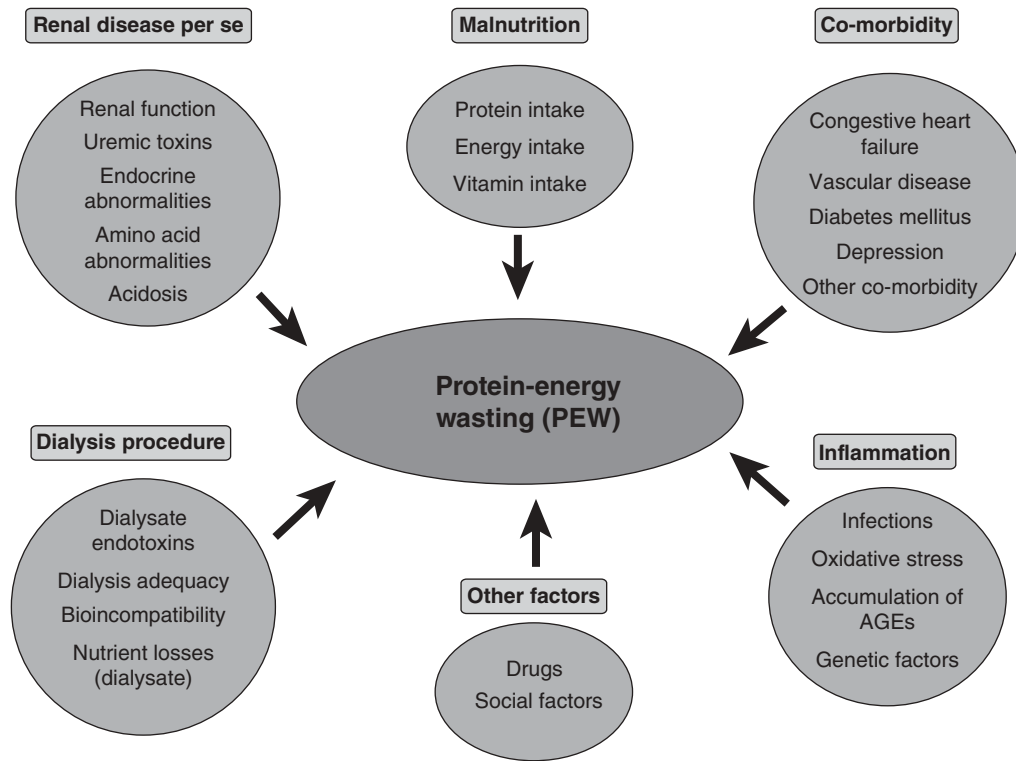 Renal disease per se
Renal function
Uremic toxins
Endocrine
abnormalities
Amino acid
abnormalities
Acidosis
Malnutrition
Protein intake
Energy intake
Vitamin intake
Co-morbidity
Congestive heart
failure
Vascular disease
Diabetes mellitus
Depression
Other co-morbidity
Protein-energy
wasting (PEW)
Dialysis procedure
Dialysate
endotoxins
Dialysis adequacy
Bioincompatibility
Nutrient losses
(dialysate)
Other factors
Drugs
Social factors
Inflammation
Infections
Oxidative stress
Accumulation of
AGEs
Genetic factors